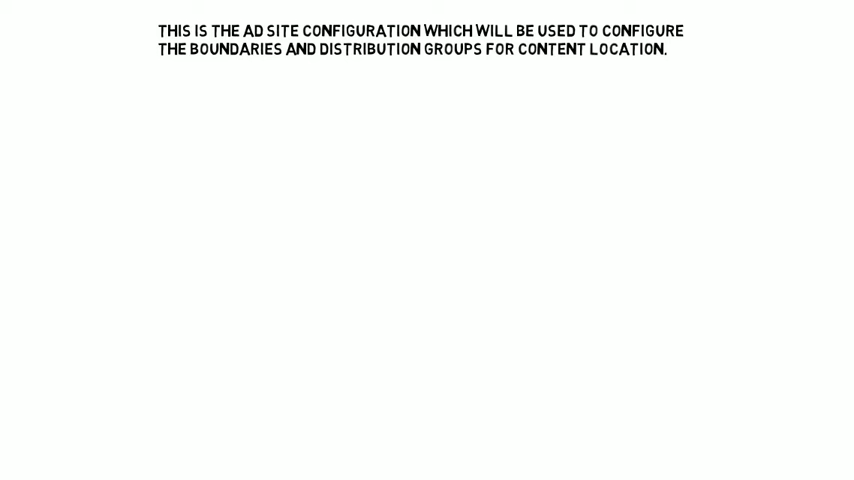 THIS IS THE AD SITE CONFIGURATION WHICH WILL BE USED TO CONFIGURE
THE BOUNDARIES AND DISTRIBUTION GROUPS FOR CONTENT LOCATION.